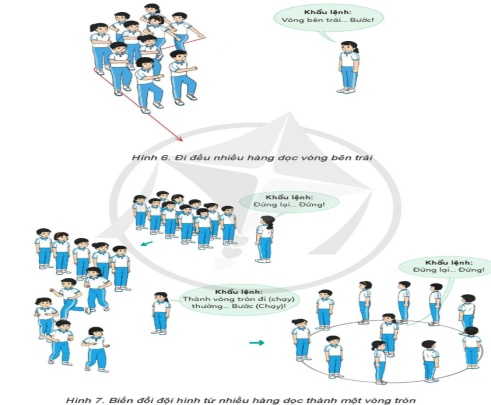 Khẩu lệnh:
Vòng bên trái... Bước!
Hình 6. Đi đều nhiều hàng dọc vòng bên trái
Khẩu lệnh:
Đứng lại... Đứng!
Khẩu lệnh:
Thành vòng tròn đi (chạy)
thường... Bước (Chạy)!
Khẩu lệnh:
Đứng lại... Đứng!
Hình 7. Biến đổi đội hình từ nhiều hàng dọc thành một vòng tròn